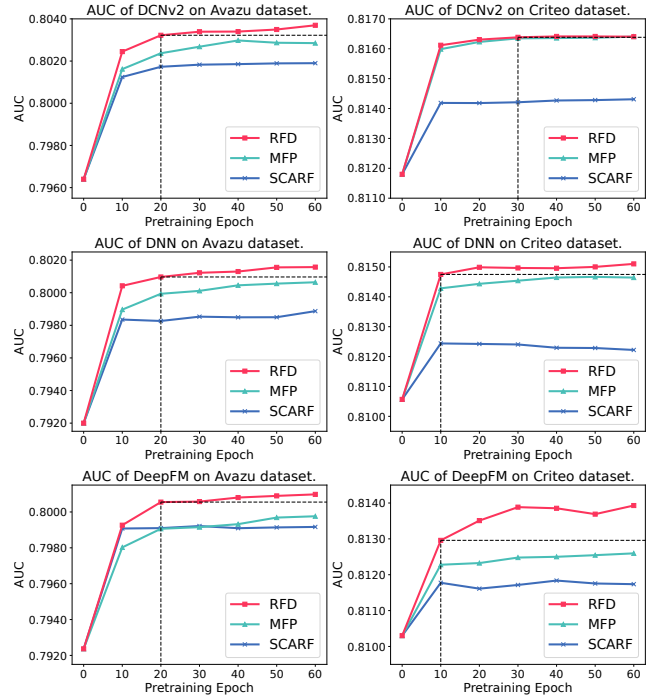 AUC of DCNv2 on Avazu dataset.
0.8040
0.8020
0.8000
0.7980
0.7960
AUC
0 10 20 30 40 50 60
Pretraining Epoch
RFD
MFP
SCARF
AUC of DCNv2 on Criteo dataset.
0.8170
0.8160
0.8150
0.8140
0.8130
0.8120
0.8110
AUC
0 10 20 30 40 50 60
Pretraining Epoch
RFD
MFP
SCARF
AUC of DNN on Avazu dataset.
0.8020
0.8000
0.7980
0.7960
0.7940
0.7920
AUC
0 10 20 30 40 50 60
Pretraining Epoch
RFD
MFP
SCARF
AUC of DNN on Criteo dataset.
0.8150
0.8140
0.8130
0.8120
0.8110
0.8100
AUC
0 10 20 30 40 50 60
Pretraining Epoch
RFD
MFP
SCARF
AUC of DeepFM on Avazu dataset.
0.8000
0.7980
0.7960
0.7940
0.7920
AUC
0 10 20 30 40 50 60
Pretraining Epoch
RFD
MFP
SCARF
AUC of DeepFM on Criteo dataset.
0.8140
0.8130
0.8120
0.8110
0.8100
AUC
0 10 20 30 40 50 60
Pretraining Epoch
RFD
MFP
SCARF